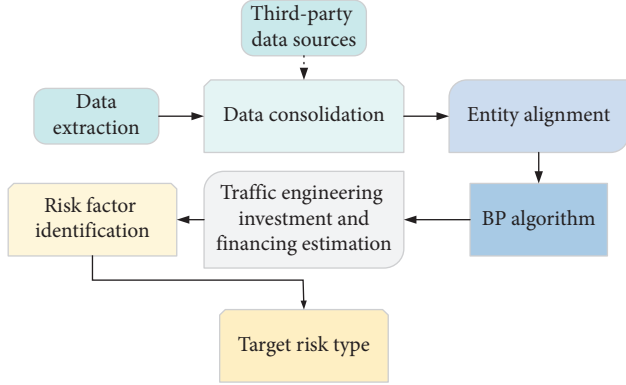 Third-party
data sources
Data
extraction
Data consolidation
Entity alignment
Risk factor
identification
Traffic engineering
investment and
financing estimation
BP algorithm
Target risk type